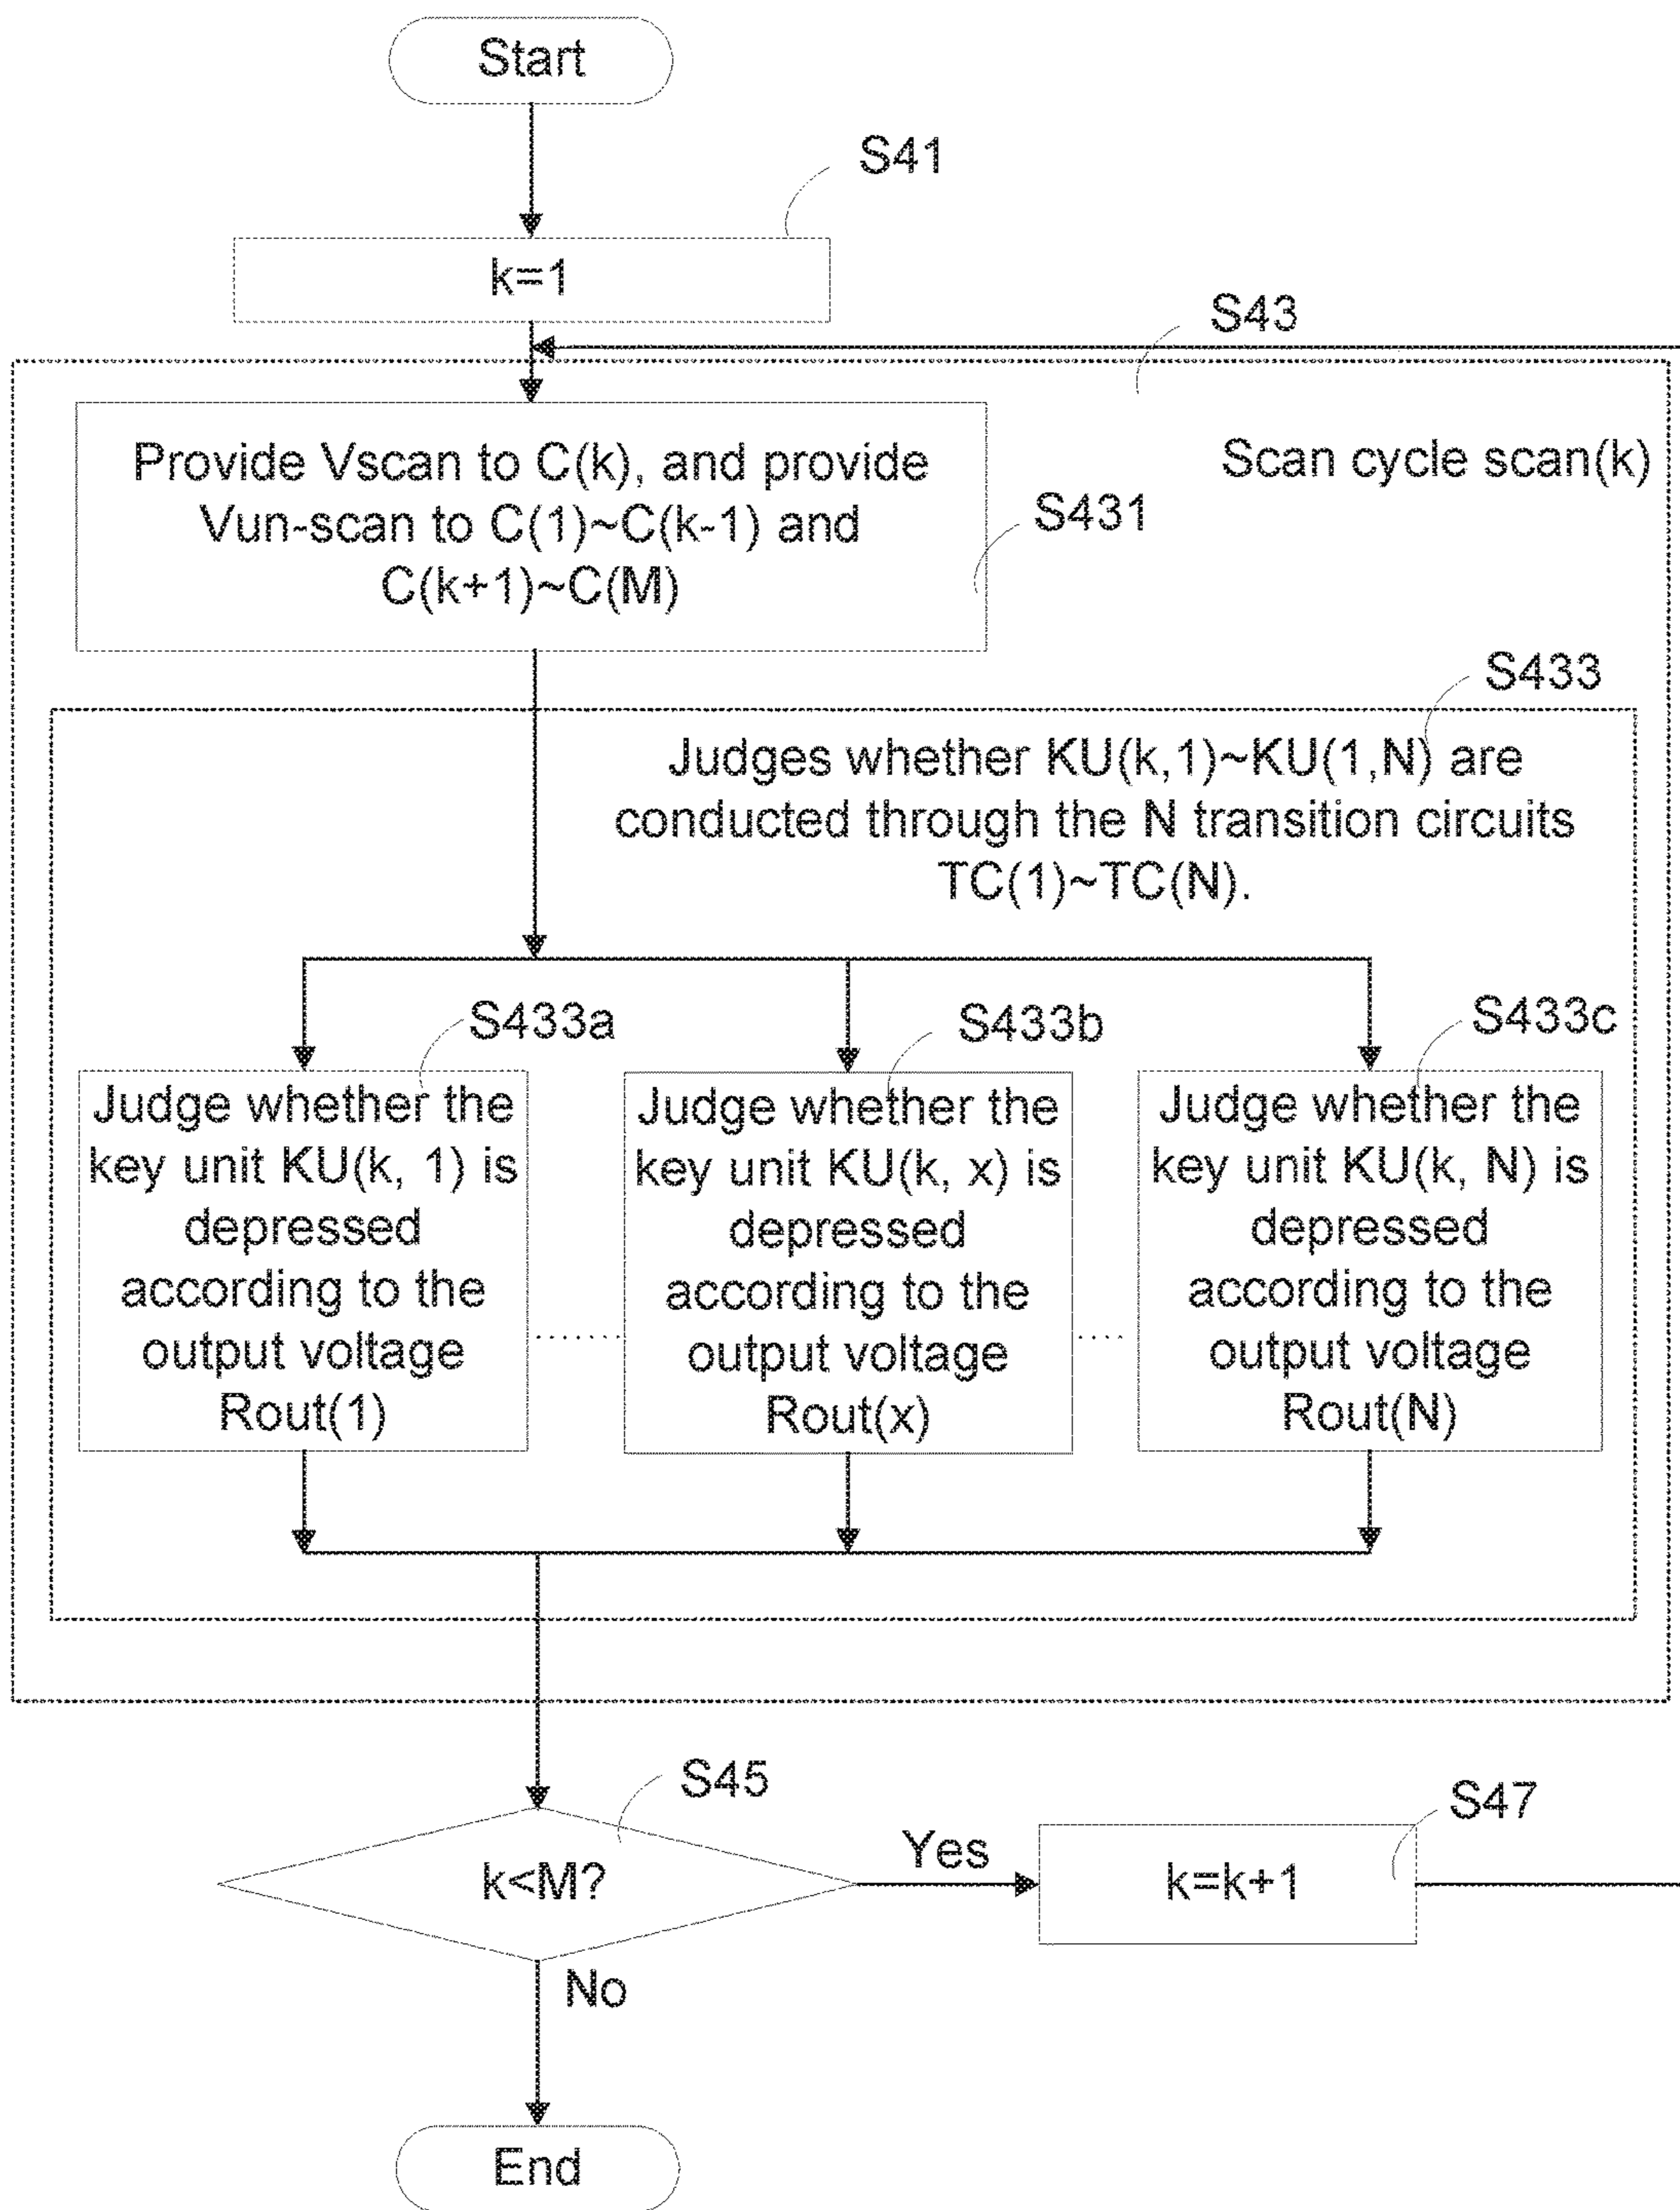 Start
S41
k=1
S43
Scan cycle scan(k)
Provide Vscan to C(k), and provide
Vun-scan to C(1)~C(k-1) and
C(k+1)~C(M)
S431
S433
Judges whether KU(k,1)~KU(1,N) are
conducted through the N transition circuits
TC(1)~TC(N).
S433a
Judge whether the
key unit KU(k, 1) is
depressed
according to the
output voltage
Rout(1)
S433b
Judge whether the
key unit KU(k, x) is
depressed
according to the
output voltage
Rout(x)
S433c
Judge whether the
key unit KU(k, N) is
depressed
according to the
output voltage
Rout(N)
S45
k<M?
Yes
S47
k=k+1
No
End